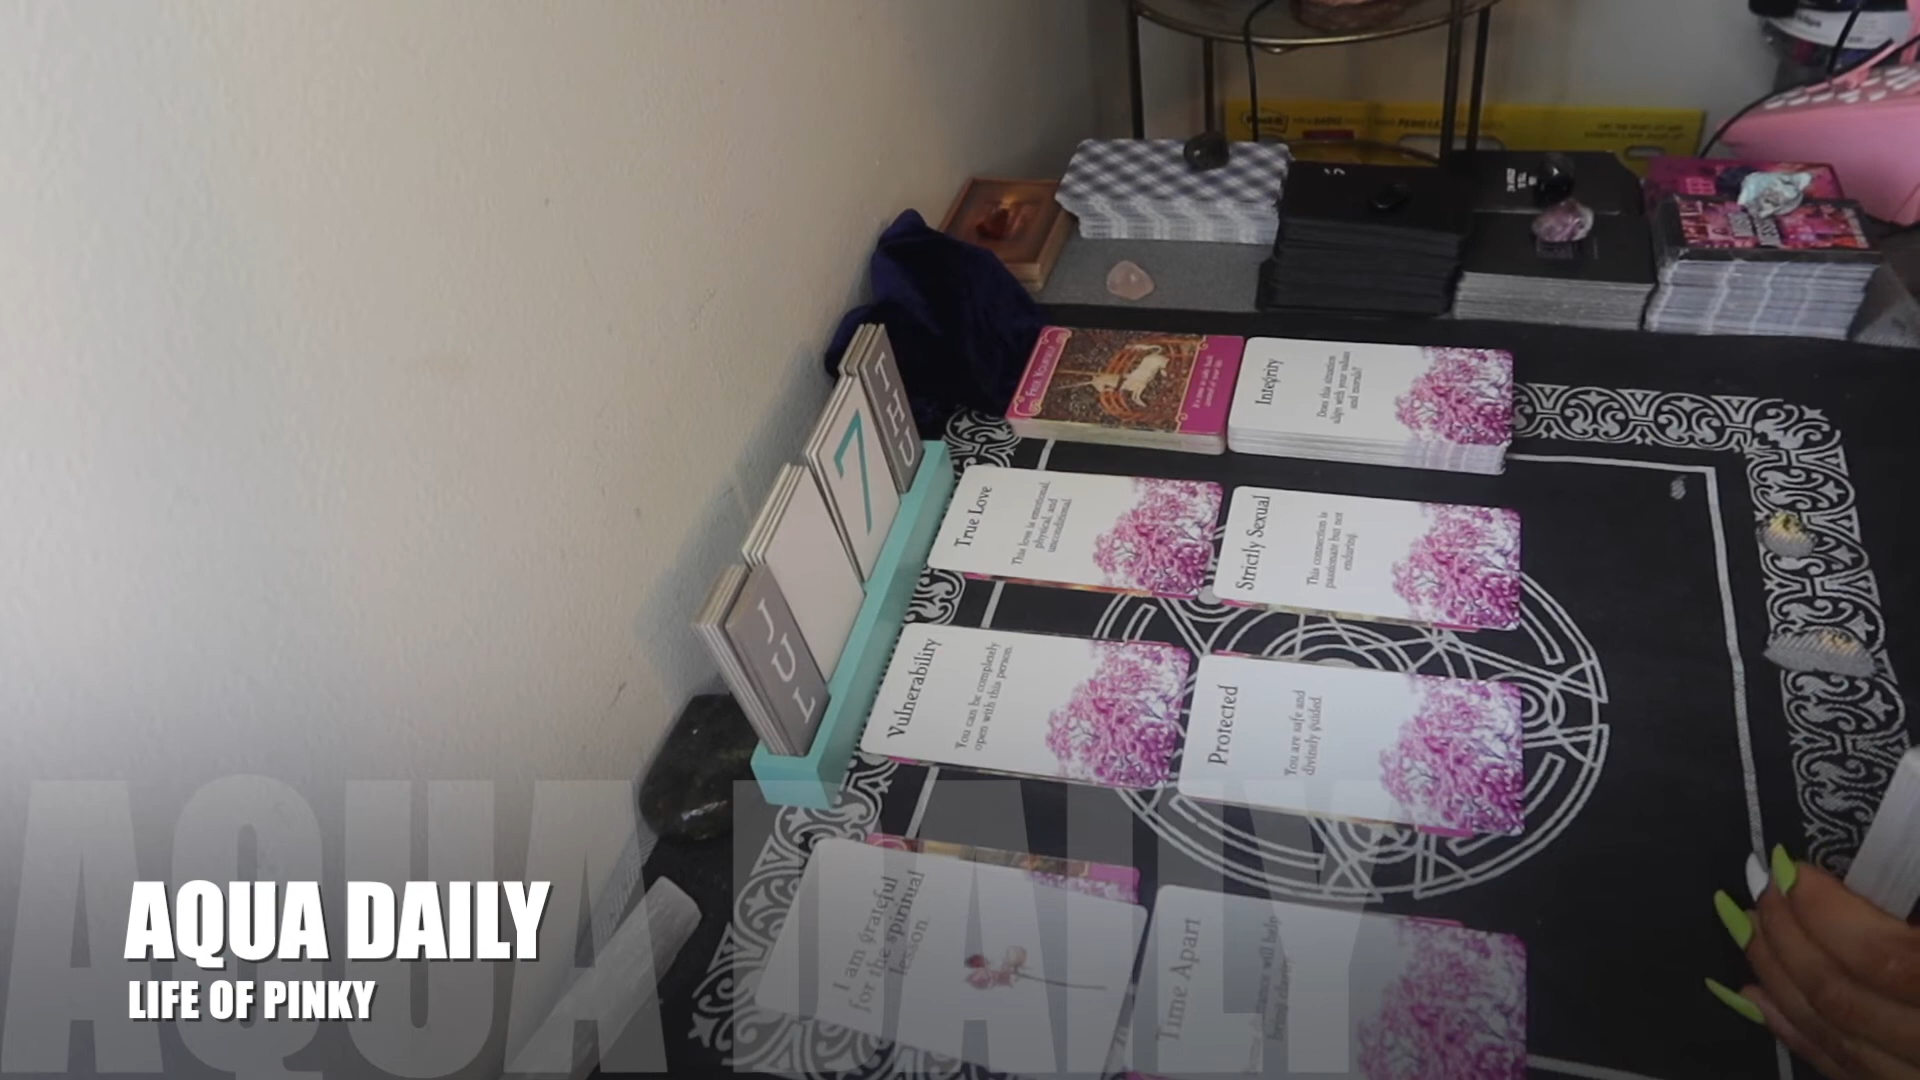 THU
7
JUL
FREE YOURSELF
Integrity
Does this situation
align with your values
and morals?
True Love
This love is emotional,
physical, and
unconditional.
Strictly Sexual
This connection is
passionate but not
enduring.
Vulnerability
You can be completely
open with this person.
Protected
You are safe and
divinely guided.
I am grateful
for the spiritual
lesson
Time Apart
AQUA DAILY
AQUA DAILY
LIFE OF PINKY